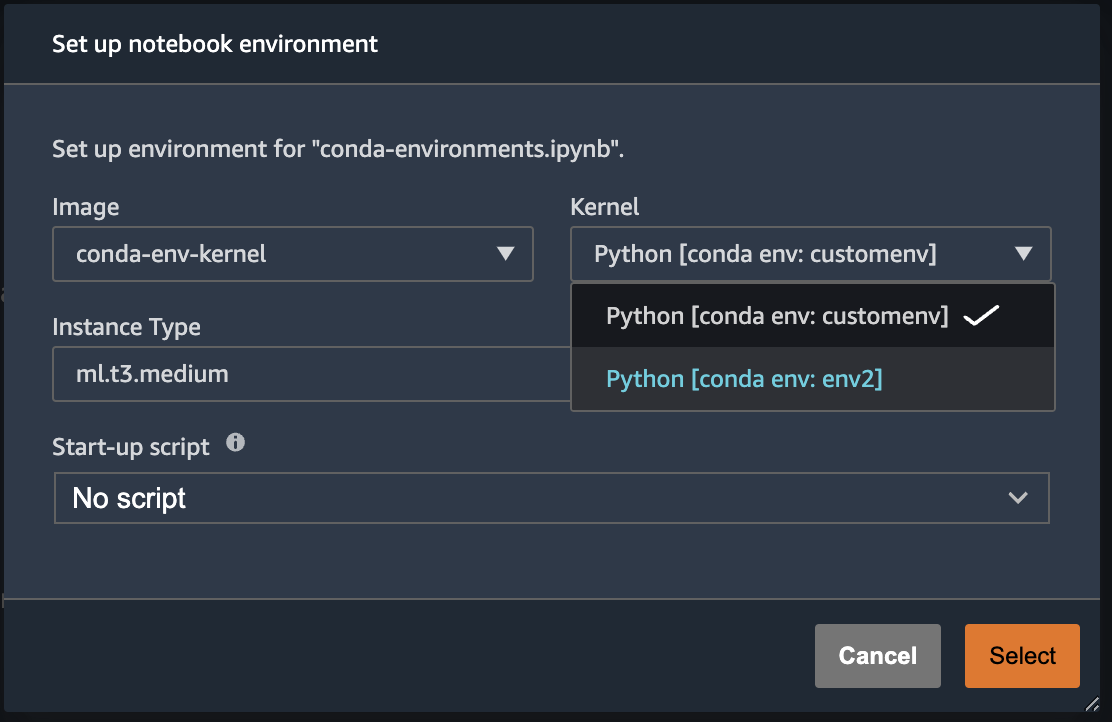 Set up notebook environment
Set up environment for "conda-environments.ipynb".
Image
Kernel
conda-env-kernel
Python [conda env: customenv]
Python [conda env: customenv]
Python [conda env: env2]
Instance Type
ml.t3.medium
Start-up script
No script
Cancel
Select